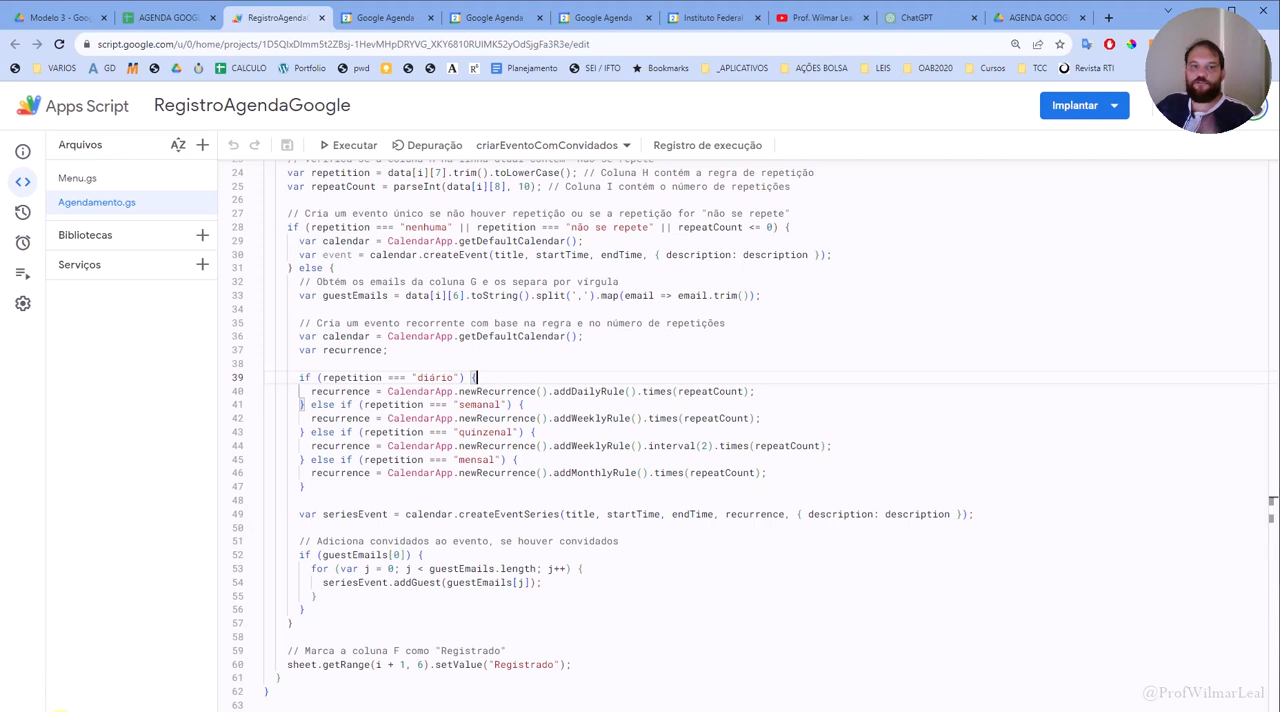 Modelo 3 - Goo
AGENDA GOOG
RegistroAgendaG
Google Agenda
Google Agenda
Google Agenda
Instituto Federal
Prof. Wilmar Leal
ChatGPT
AGENDA GOOG
script.google.com/u/0/home/projects/1D5QIxDImm5t2ZBsj-1HevMHpDRYVG_XKY6810RUIMK52yOdSjgFa3R3e/edit
VARIOS
GD
CALCULO
Portfolio
pwd
Planejamento
SEI / IFTO
Bookmarks
_APLICATIVOS
AÇÕES BOLSA
LEIS
OAB2020
Cursos
TCC
Revista RTI
Apps Script
RegistroAgendaGoogle
Implantar
Arquivos
Executar
Depuração
criarEventoComConvidados
Registro de execução
Menu.gs
Agendamento.gs
Bibliotecas
Serviços
24 var repetition = data[i][7].trim().toLowerCase(); // Coluna H contém a regra de repetição
25 var repeatCount = parseInt(data[i][8], 10); // Coluna I contém o número de repetições
26
27 // Cria um evento único se não houver repetição ou se a repetição for "não se repete"
28 if (repetition === "nenhuma" || repetition === "não se repete" || repeatCount <= 0) {
29 var calendar = CalendarApp.getDefaultCalendar();
30 var event = calendar.createEvent(title, startTime, endTime, { description: description });
31 } else {
32 // Obtém os emails da coluna G e os separa por vírgula
33 var guestEmails = data[i][6].toString().split(',').map(email => email.trim());
34
35 // Cria um evento recorrente com base na regra e no número de repetições
36 var calendar = CalendarApp.getDefaultCalendar();
37 var recurrence;
38
39 if (repetition === "diário") {
40 recurrence = CalendarApp.newRecurrence().addDailyRule().times(repeatCount);
41 } else if (repetition === "semanal") {
42 recurrence = CalendarApp.newRecurrence().addWeeklyRule().times(repeatCount);
43 } else if (repetition === "quinzenal") {
44 recurrence = CalendarApp.newRecurrence().addWeeklyRule().interval(2).times(repeatCount);
45 } else if (repetition === "mensal") {
46 recurrence = CalendarApp.newRecurrence().addMonthlyRule().times(repeatCount);
47 }
48
49 var seriesEvent = calendar.createEventSeries(title, startTime, endTime, recurrence, { description: description });
50
51 // Adiciona convidados ao evento, se houver convidados
52 if (guestEmails[0]) {
53 for (var j = 0; j < guestEmails.length; j++) {
54 seriesEvent.addGuest(guestEmails[j]);
55 }
56 }
57 }
58
59 // Marca a coluna F como "Registrado"
60 sheet.getRange(i + 1, 6).setValue("Registrado");
61 }
62 }
63
@ProfWilmarLeal